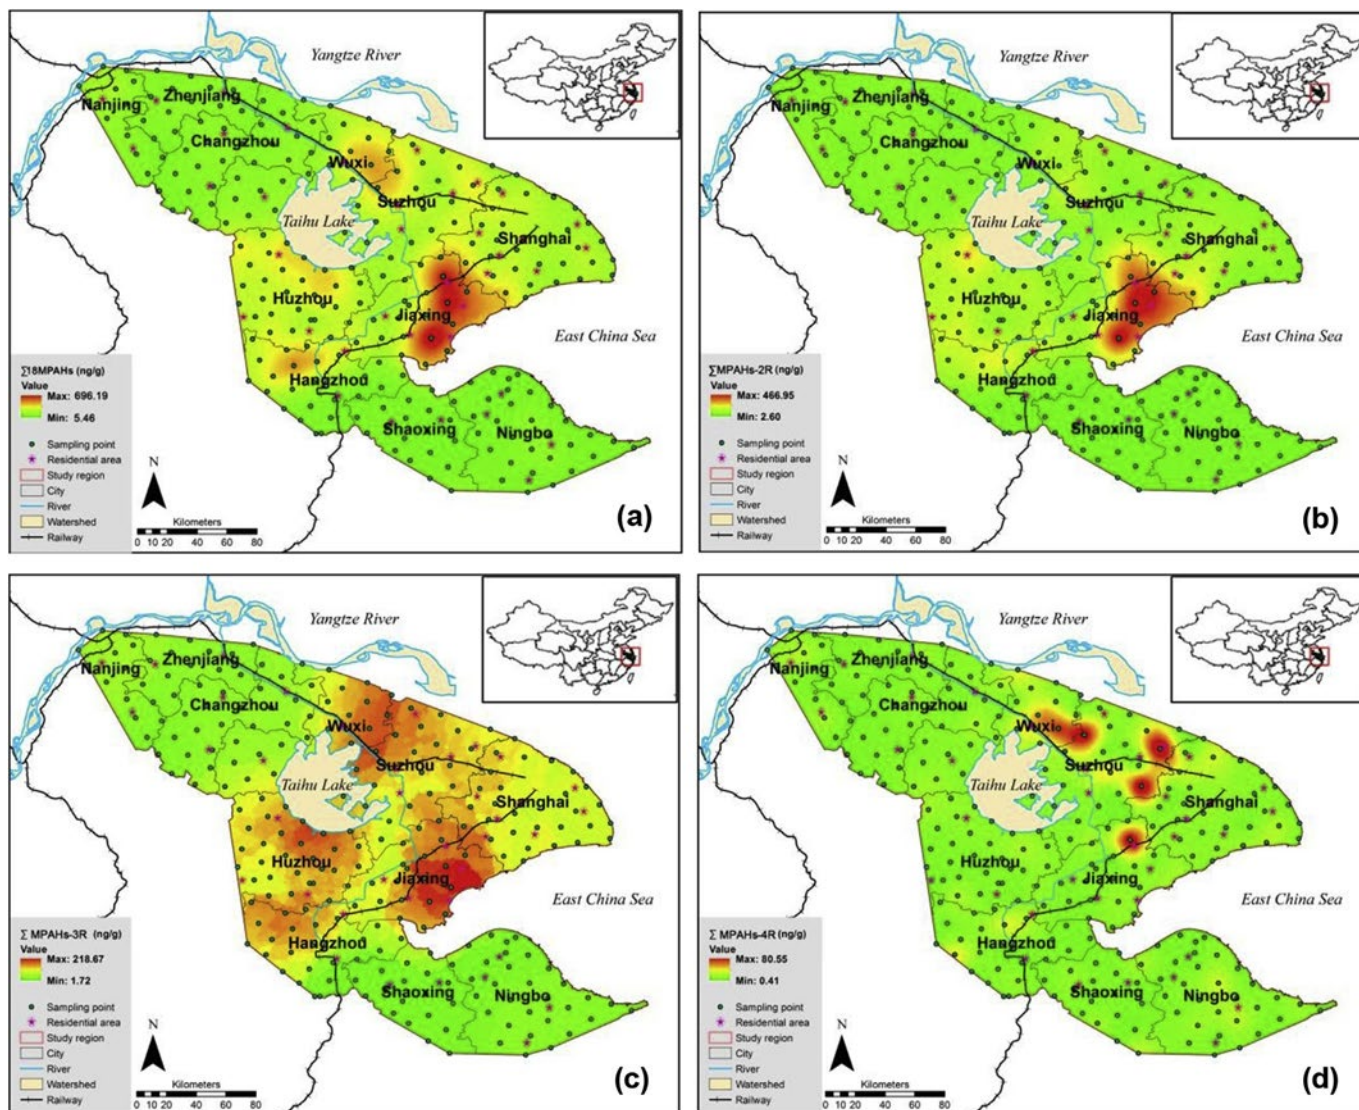 Yangtze River
Nanjing
Zhenjiang
Changzhou
Wuxi
Suzhou
Taihu Lake
Shanghai
Huzhou
Jiaxing
East China Sea
Hangzhou
Shaoxing
Ningbo
∑18MPAHs (ng/g)
Value
Max: 696.19
Min: 5.46
Sampling point
Residential area
Study region
City
River
Watershed
Railway
N
Kilometers
0 10 20 40 60 80
(a)
Yangtze River
Nanjing
Zhenjiang
Changzhou
Wuxi
Suzhou
Taihu Lake
Shanghai
Huzhou
Jiaxing
East China Sea
Hangzhou
Shaoxing
Ningbo
∑MPAHs-2R (ng/g)
Value
Max: 466.95
Min: 2.60
Sampling point
Residential area
Study region
City
River
Watershed
Railway
N
Kilometers
0 10 20 40 60 80
(b)
Yangtze River
Nanjing
Zhenjiang
Changzhou
Wuxi
Suzhou
Taihu Lake
Shanghai
Huzhou
Jiaxing
East China Sea
Hangzhou
Shaoxing
Ningbo
∑ MPAHs-3R (ng/g)
Value
Max: 218.67
Min: 1.72
Sampling point
Residential area
Study region
City
River
Watershed
Railway
N
Kilometers
0 10 20 40 60 80
(c)
Yangtze River
Nanjing
Zhenjiang
Changzhou
Wuxi
Suzhou
Taihu Lake
Shanghai
Huzhou
Jiaxing
East China Sea
Hangzhou
Shaoxing
Ningbo
∑ MPAHs-4R (ng/g)
Value
Max: 80.55
Min: 0.41
Sampling point
Residential area
Study region
City
River
Watershed
Railway
N
Kilometers
0 10 20 40 60 80
(d)